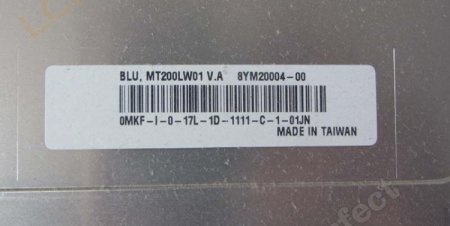 BLU, MT200LW01 V.A 8YM20004-00
0MKF-I-0-17L-1D-1111-C-1-01JN
MADE IN TAIWAN